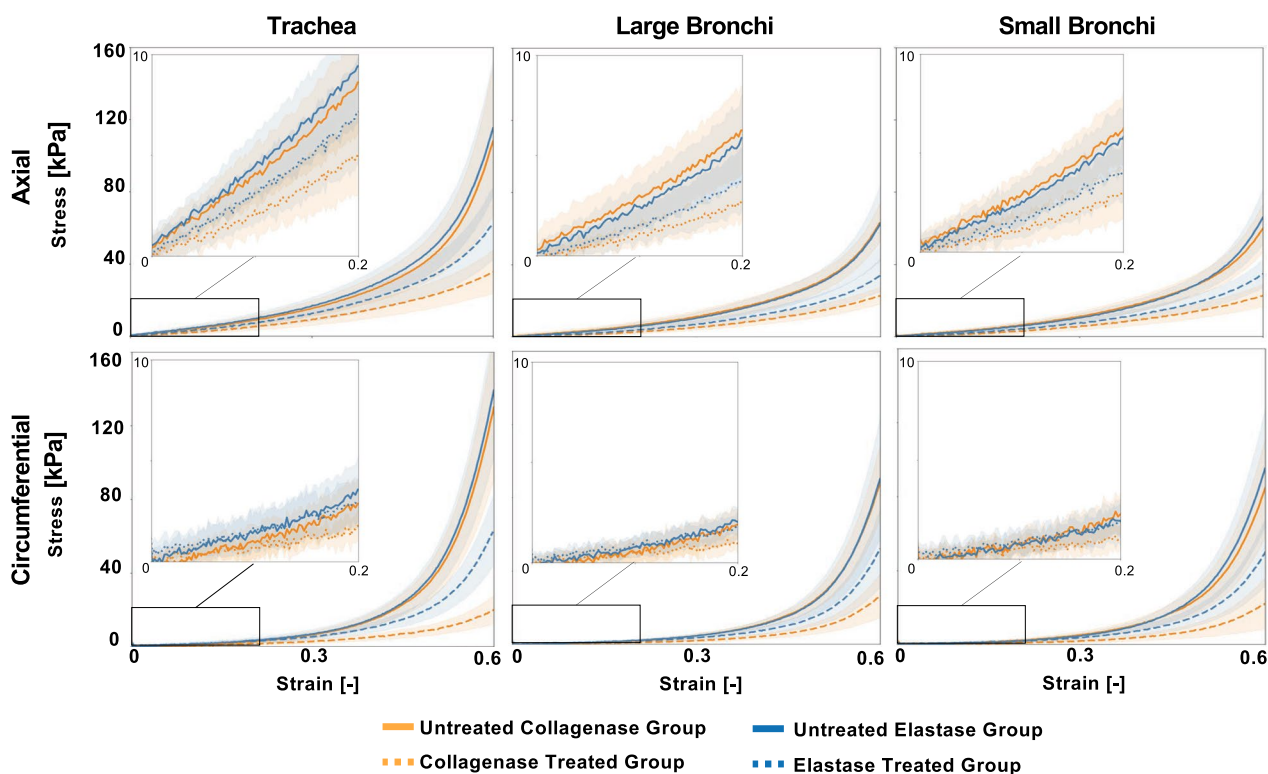 Trachea Large Bronchi Small Bronchi
Axial
Stress [kPa]
160
120
80
40
0
10
0 0.2
10
0 0.2
10
0 0.2
Circumferential
Stress [kPa]
160
120
80
40
0
10
0 0.2
10
0 0.2
10
0 0.2
0 0.3 0.6 0 0.3 0.6 0 0.3 0.6
Strain [-] Strain [-] Strain [-]
Untreated Collagenase Group Untreated Elastase Group
Collagenase Treated Group Elastase Treated Group